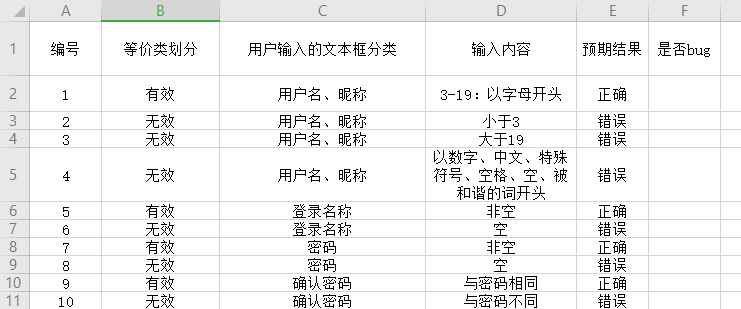 A B C D E F
1 编号 等价类划分 用户输入的文本框分类 输入内容 预期结果 是否bug
2 1 有效 用户名、昵称 3-19：以字母开头 正确
3 2 无效 用户名、昵称 小于3 错误
4 3 无效 用户名、昵称 大于19 错误
5 4 无效 用户名、昵称 以数字、中文、特殊 错误
符号、空格、空、被
和谐的词开头
6 5 有效 登录名称 非空 正确
7 6 无效 登录名称 空 错误
8 7 有效 密码 非空 正确
9 8 无效 密码 空 错误
10 9 有效 确认密码 与密码相同 正确
11 10 无效 确认密码 与密码不同 错误